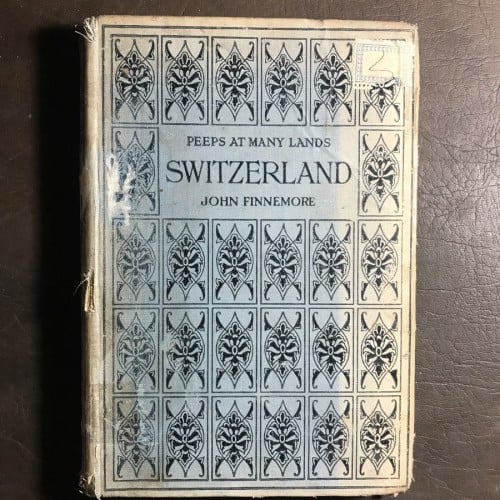 PEEPS AT MANY LANDS
SWITZERLAND
JOHN FINNEMORE